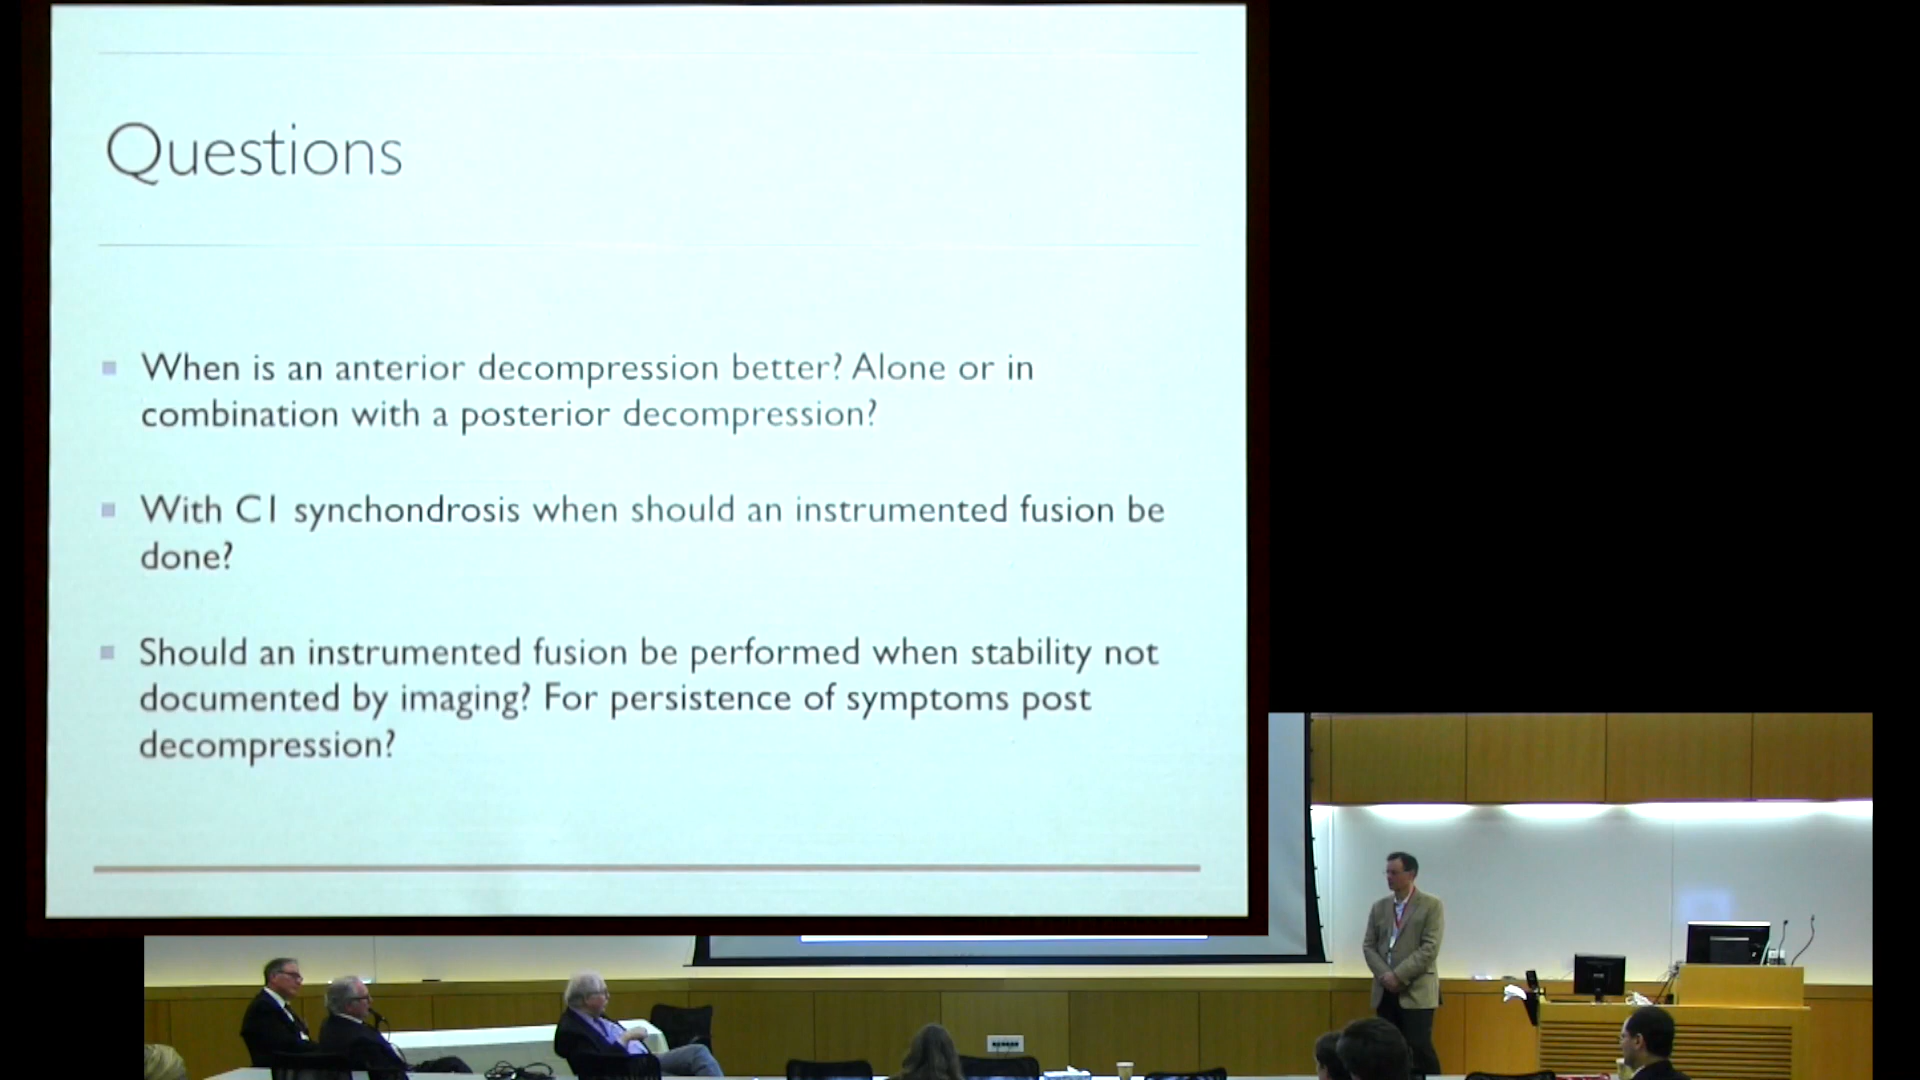 Questions
When is an anterior decompression better? Alone or in
combination with a posterior decompression?
With C1 synchondrosis when should an instrumented fusion be
done?
Should an instrumented fusion be performed when stability not
documented by imaging? For persistence of symptoms post
decompression?